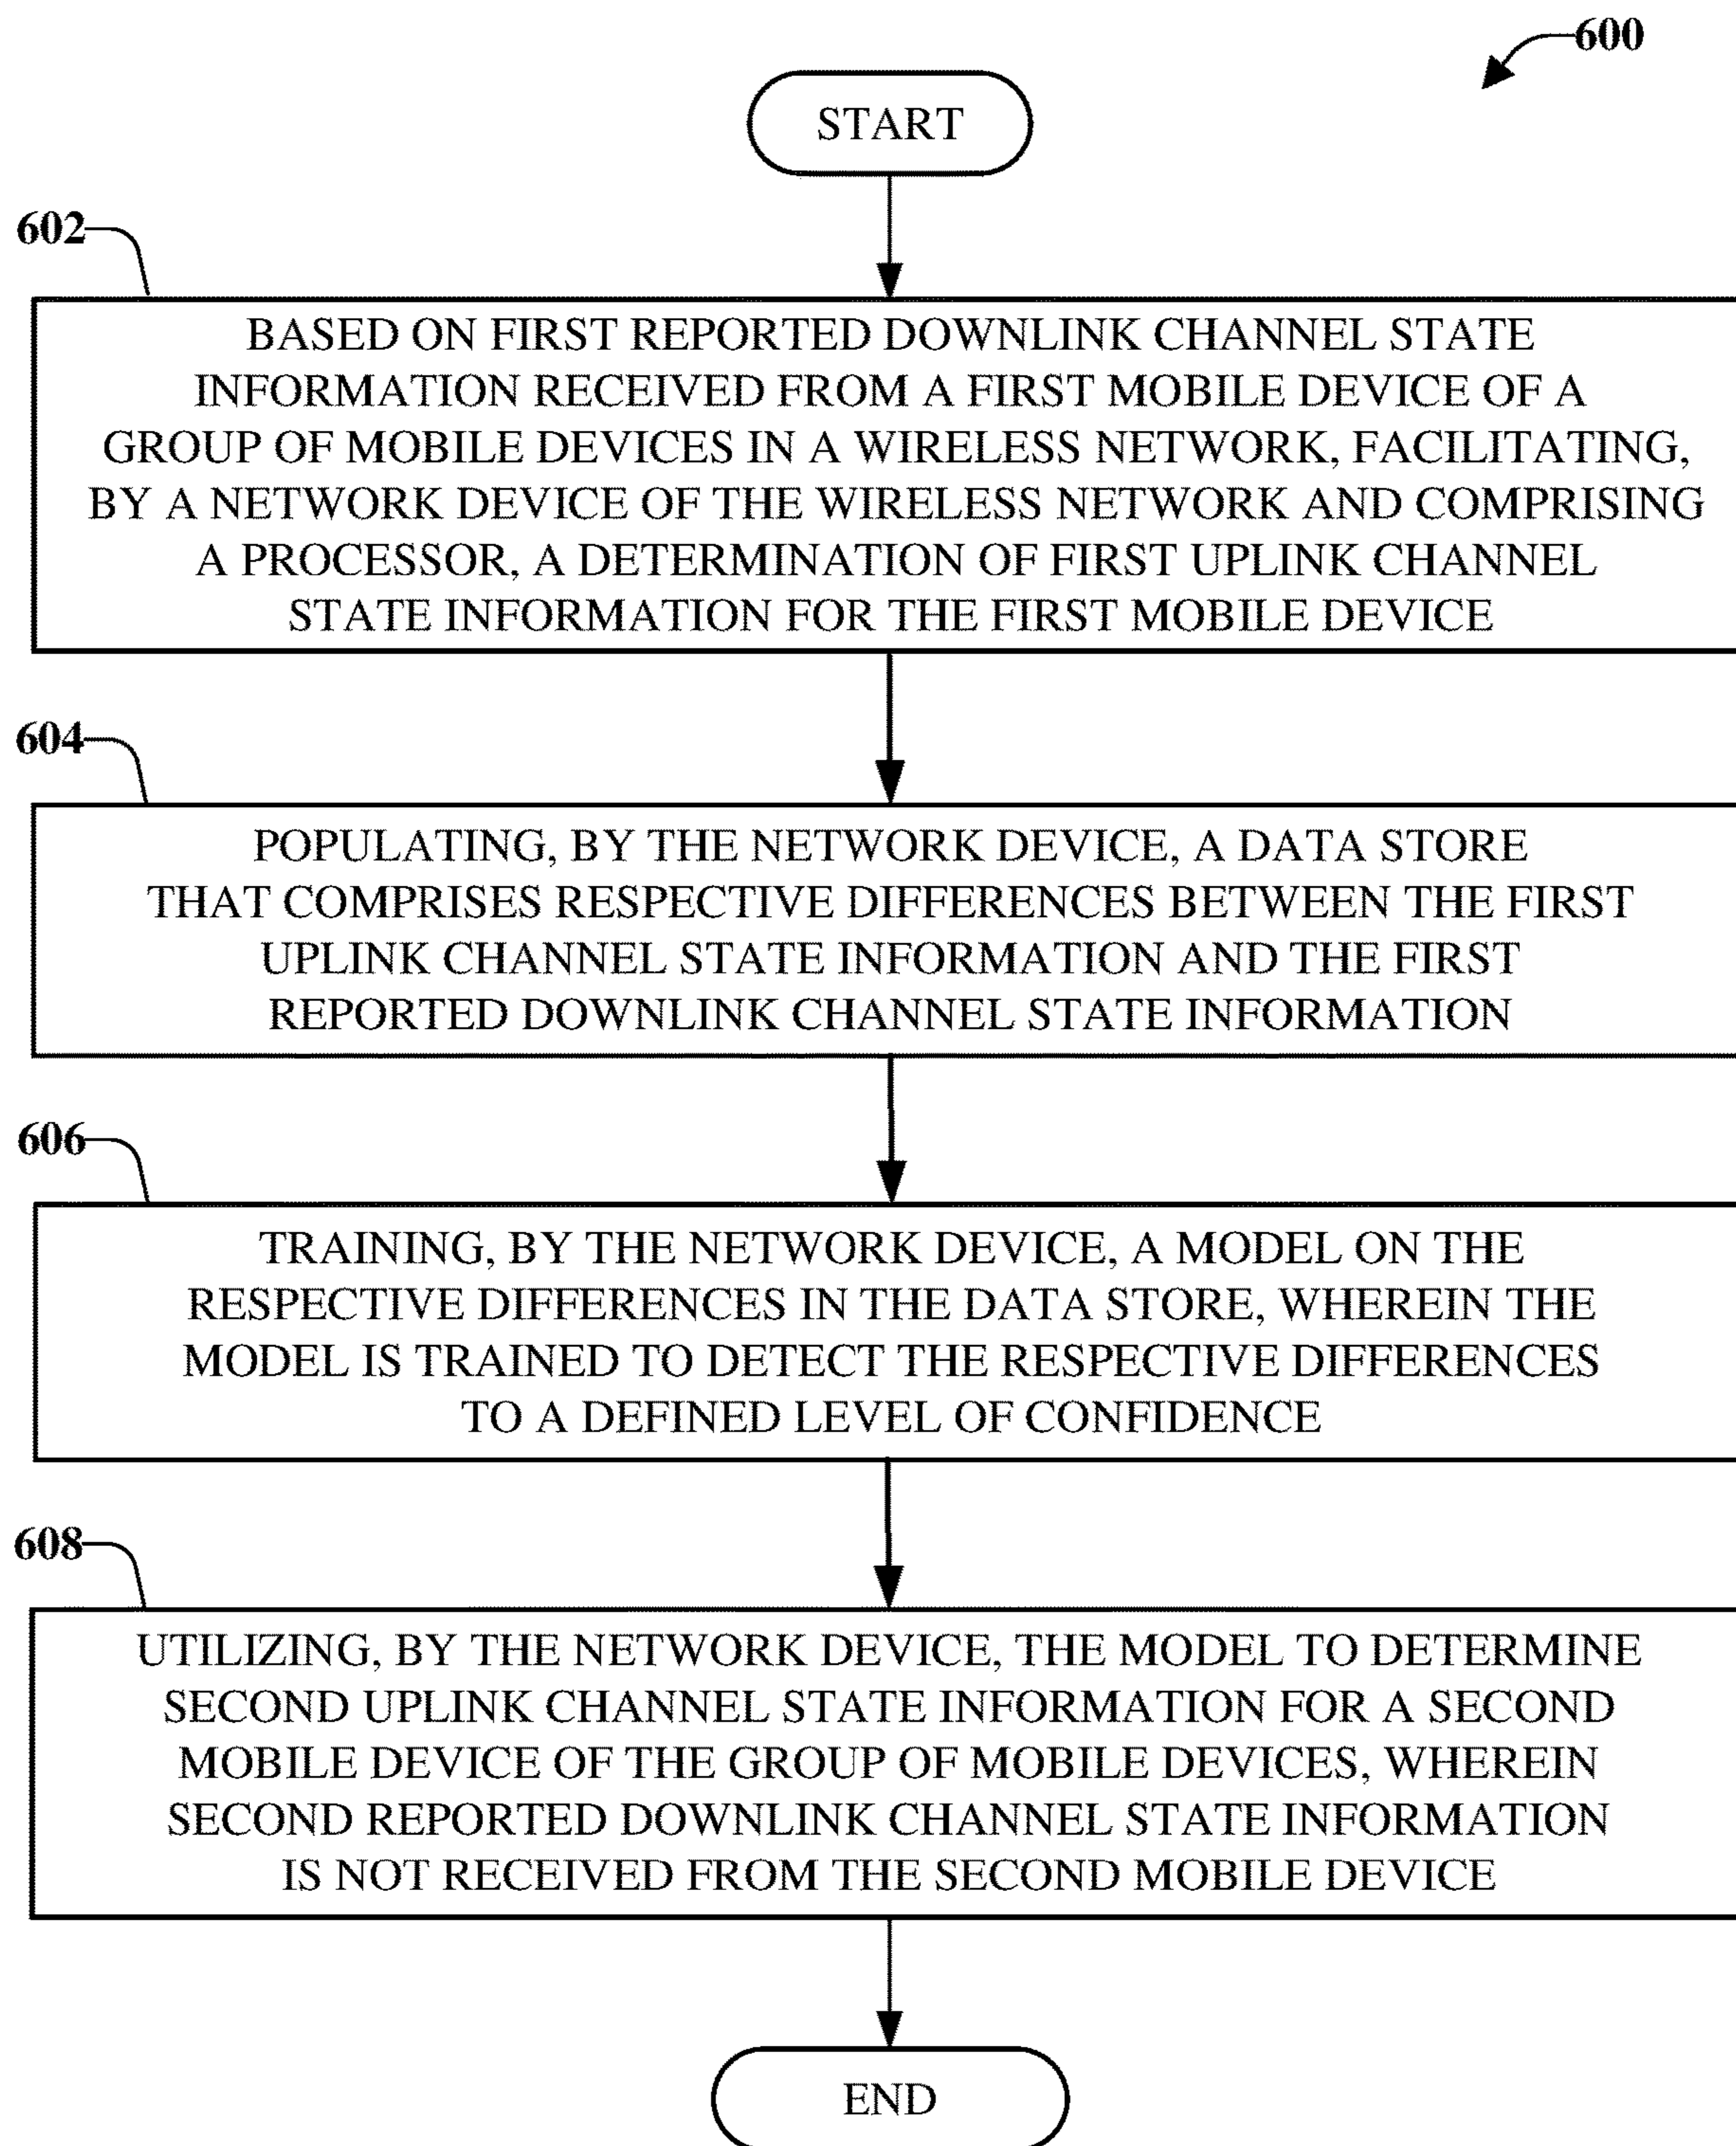 600
START
602
BASED ON FIRST REPORTED DOWNLINK CHANNEL STATE
INFORMATION RECEIVED FROM A FIRST MOBILE DEVICE OF A
GROUP OF MOBILE DEVICES IN A WIRELESS NETWORK, FACILITATING,
BY A NETWORK DEVICE OF THE WIRELESS NETWORK AND COMPRISING
A PROCESSOR, A DETERMINATION OF FIRST UPLINK CHANNEL
STATE INFORMATION FOR THE FIRST MOBILE DEVICE
604
POPULATING, BY THE NETWORK DEVICE, A DATA STORE
THAT COMPRISES RESPECTIVE DIFFERENCES BETWEEN THE FIRST
UPLINK CHANNEL STATE INFORMATION AND THE FIRST
REPORTED DOWNLINK CHANNEL STATE INFORMATION
606
TRAINING, BY THE NETWORK DEVICE, A MODEL ON THE
RESPECTIVE DIFFERENCES IN THE DATA STORE, WHEREIN THE
MODEL IS TRAINED TO DETECT THE RESPECTIVE DIFFERENCES
TO A DEFINED LEVEL OF CONFIDENCE
608
UTILIZING, BY THE NETWORK DEVICE, THE MODEL TO DETERMINE
SECOND UPLINK CHANNEL STATE INFORMATION FOR A SECOND
MOBILE DEVICE OF THE GROUP OF MOBILE DEVICES, WHEREIN
SECOND REPORTED DOWNLINK CHANNEL STATE INFORMATION
IS NOT RECEIVED FROM THE SECOND MOBILE DEVICE
END